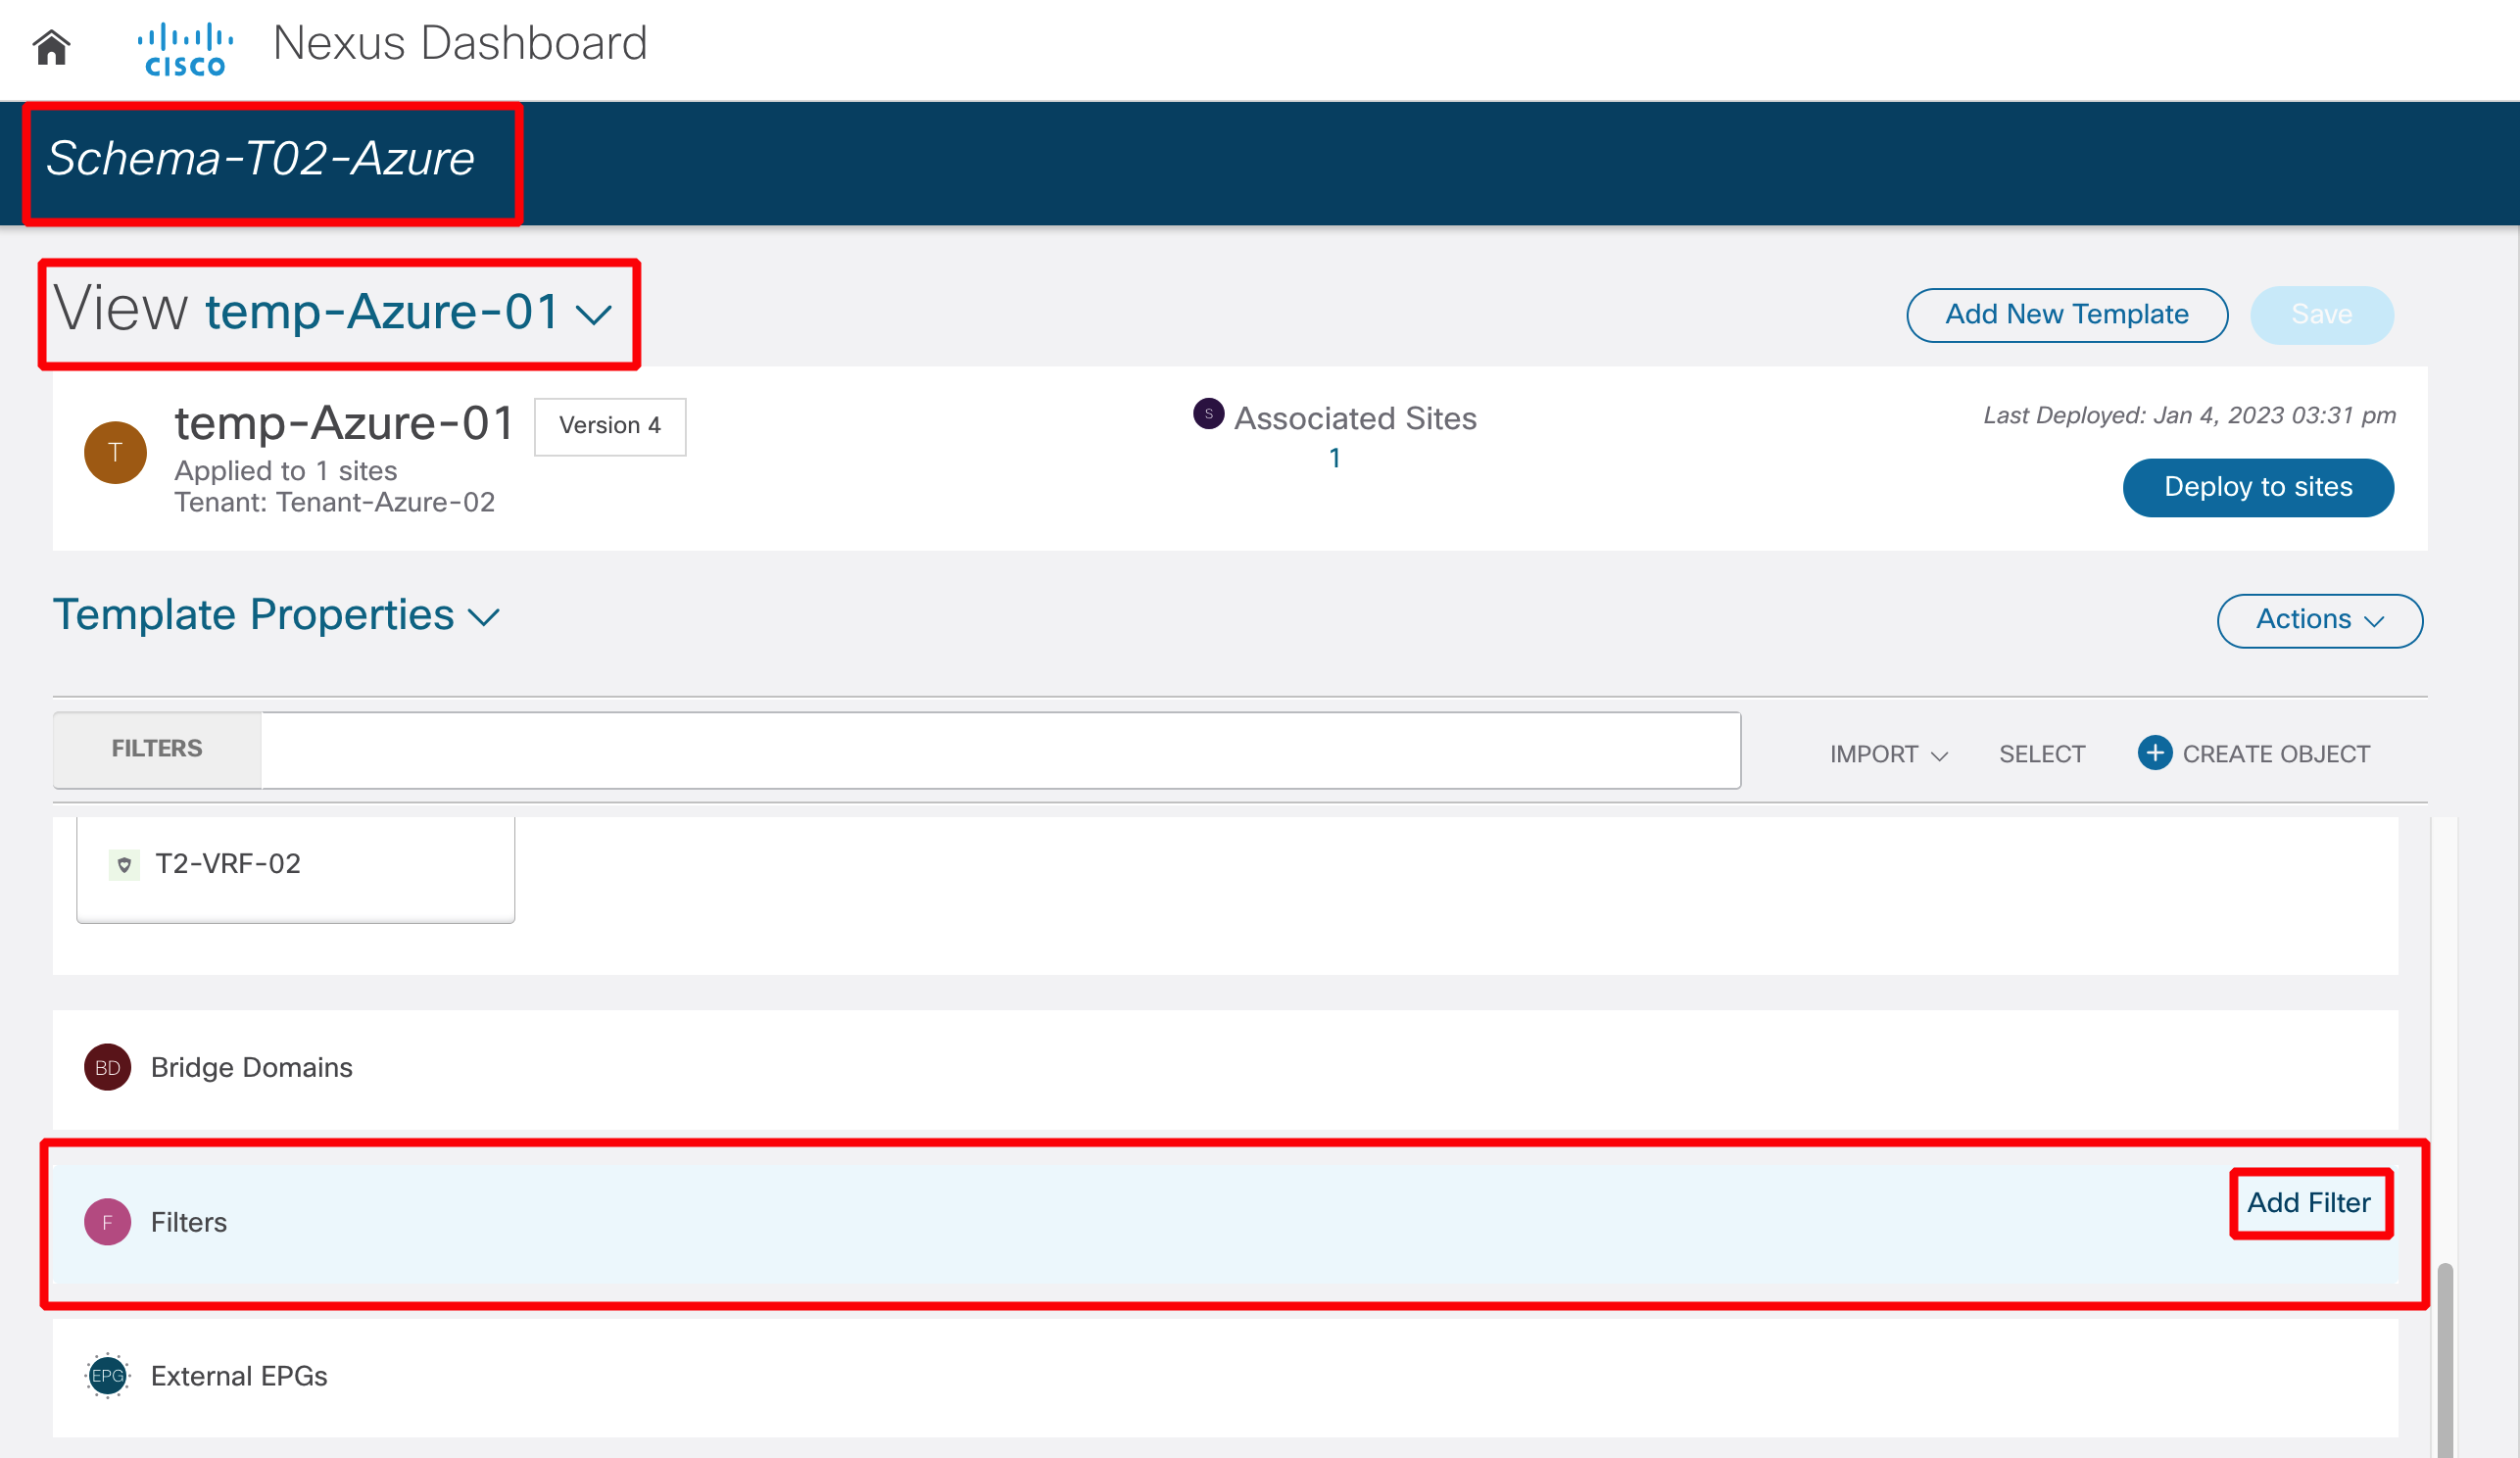 cisco Nexus Dashboard
Schema-T02-Azure
View temp-Azure-01
Add New Template
Save
T
temp-Azure-01
Version 4
Applied to 1 sites
Tenant: Tenant-Azure-02
S Associated Sites
1
Last Deployed: Jan 4, 2023 03:31 pm
Deploy to sites
Template Properties
Actions
FILTERS
IMPORT
SELECT
CREATE OBJECT
T2-VRF-02
BD Bridge Domains
F Filters
Add Filter
EPG External EPGs